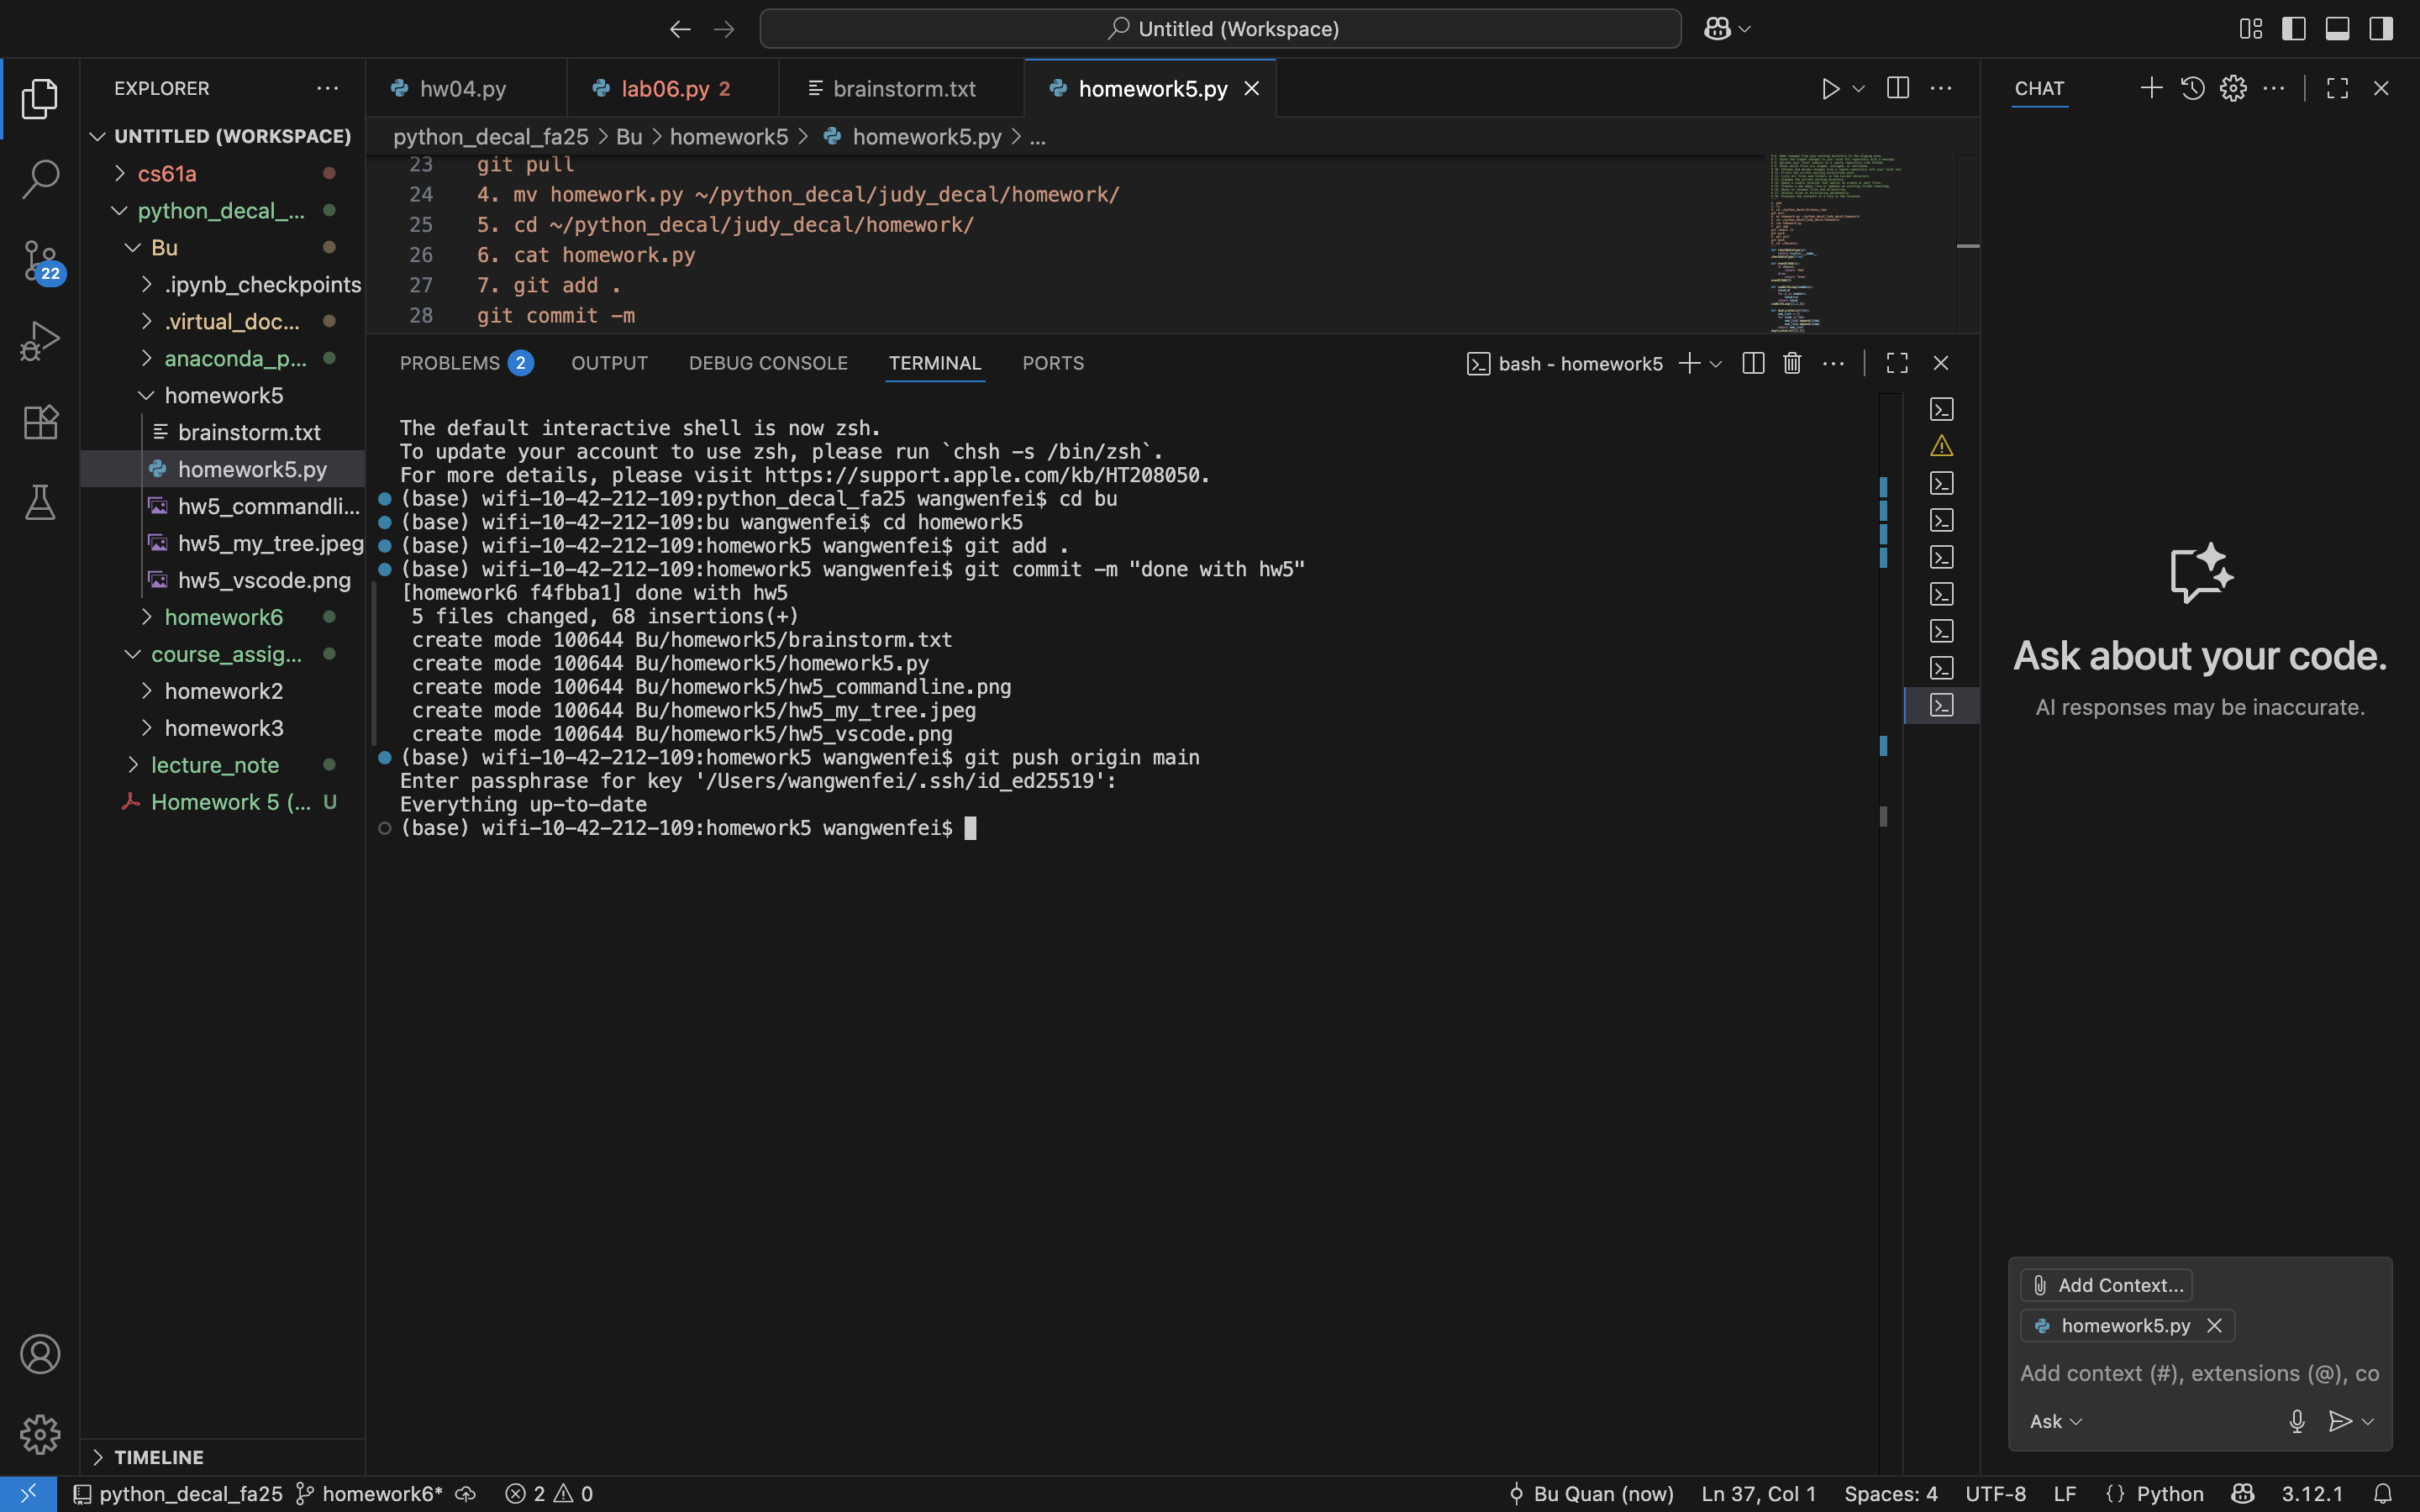 Untitled (Workspace)
EXPLORER
hw04.py
lab06.py 2
brainstorm.txt
homework5.py
CHAT
UNTITLED (WORKSPACE)
python_decal_fa25 > Bu > homework5 > homework5.py > ...
cs61a
python_decal_...
Bu
.ipynb_checkpoints
.virtual_doc...
anaconda_p...
homework5
brainstorm.txt
homework5.py
hw5_commandli...
hw5_my_tree.jpeg
hw5_vscode.png
homework6
course_assig...
homework2
homework3
lecture_note
Homework 5 (... U
22
TIMELINE
23 git pull
24 4. mv homework.py ~/python_decal/judy_decal/homework/
25 5. cd ~/python_decal/judy_decal/homework/
26 6. cat homework.py
27 7. git add .
28 git commit -m
PROBLEMS 2 OUTPUT DEBUG CONSOLE TERMINAL PORTS
bash - homework5
The default interactive shell is now zsh.
To update your account to use zsh, please run `chsh -s /bin/zsh`.
For more details, please visit https://support.apple.com/kb/HT208050.
(base) wifi-10-42-212-109:python_decal_fa25 wangwenfei$ cd bu
(base) wifi-10-42-212-109:bu wangwenfei$ cd homework5
(base) wifi-10-42-212-109:homework5 wangwenfei$ git add .
(base) wifi-10-42-212-109:homework5 wangwenfei$ git commit -m "done with hw5"
[homework6 f4fbba1] done with hw5
5 files changed, 68 insertions(+)
create mode 100644 Bu/homework5/brainstorm.txt
create mode 100644 Bu/homework5/homework5.py
create mode 100644 Bu/homework5/hw5_commandline.png
create mode 100644 Bu/homework5/hw5_my_tree.jpeg
create mode 100644 Bu/homework5/hw5_vscode.png
(base) wifi-10-42-212-109:homework5 wangwenfei$ git push origin main
Enter passphrase for key '/Users/wangwenfei/.ssh/id_ed25519':
Everything up-to-date
(base) wifi-10-42-212-109:homework5 wangwenfei$
Ask about your code.
AI responses may be inaccurate.
Add Context...
homework5.py
Add context (#), extensions (@), co
Ask
python_decal_fa25 homework6* 2 0
Bu Quan (now) Ln 37, Col 1 Spaces: 4 UTF-8 LF {} Python 3.12.1